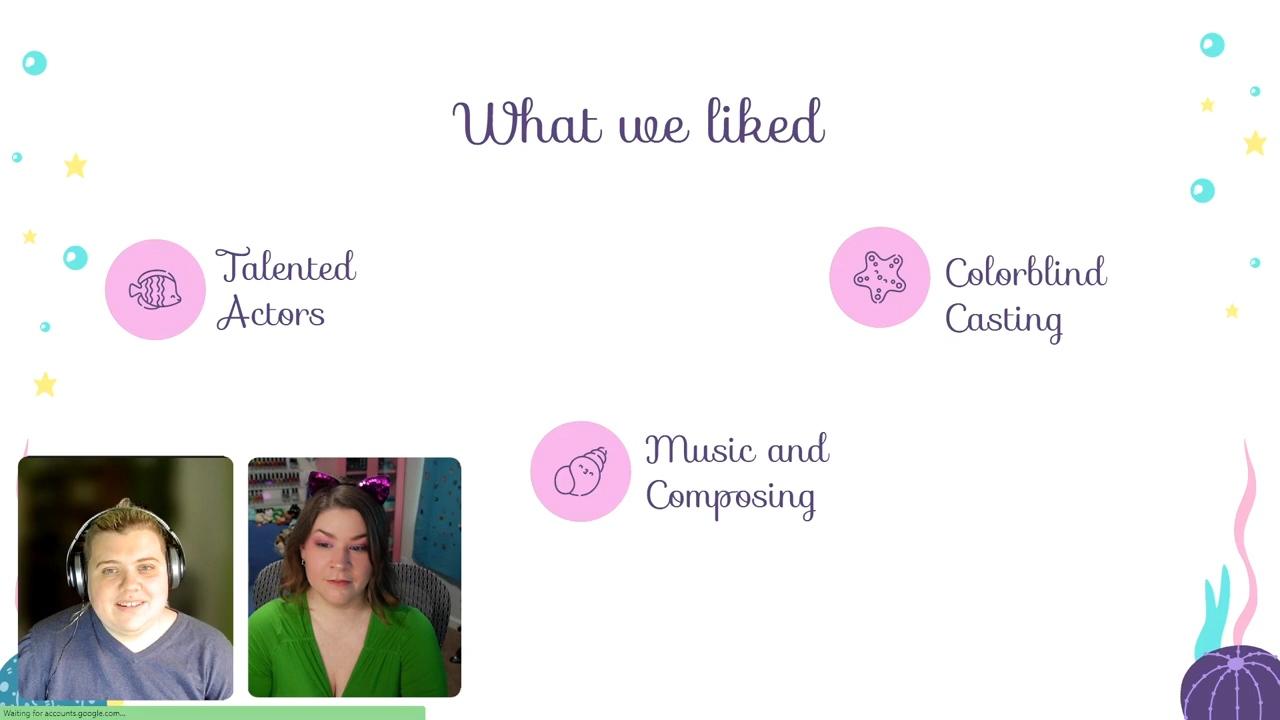 What we liked
Talented
Actors
Colorblind
Casting
Music and
Composing
Waiting for accounts.google.com...